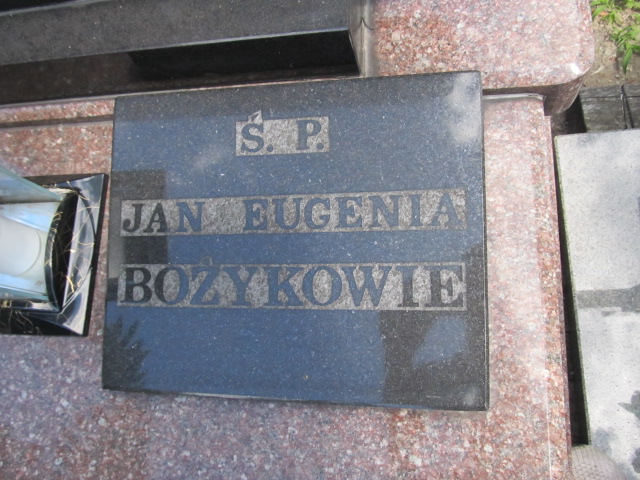 Ś. P.
JAN EUGENIA
BOŻYKOWIE